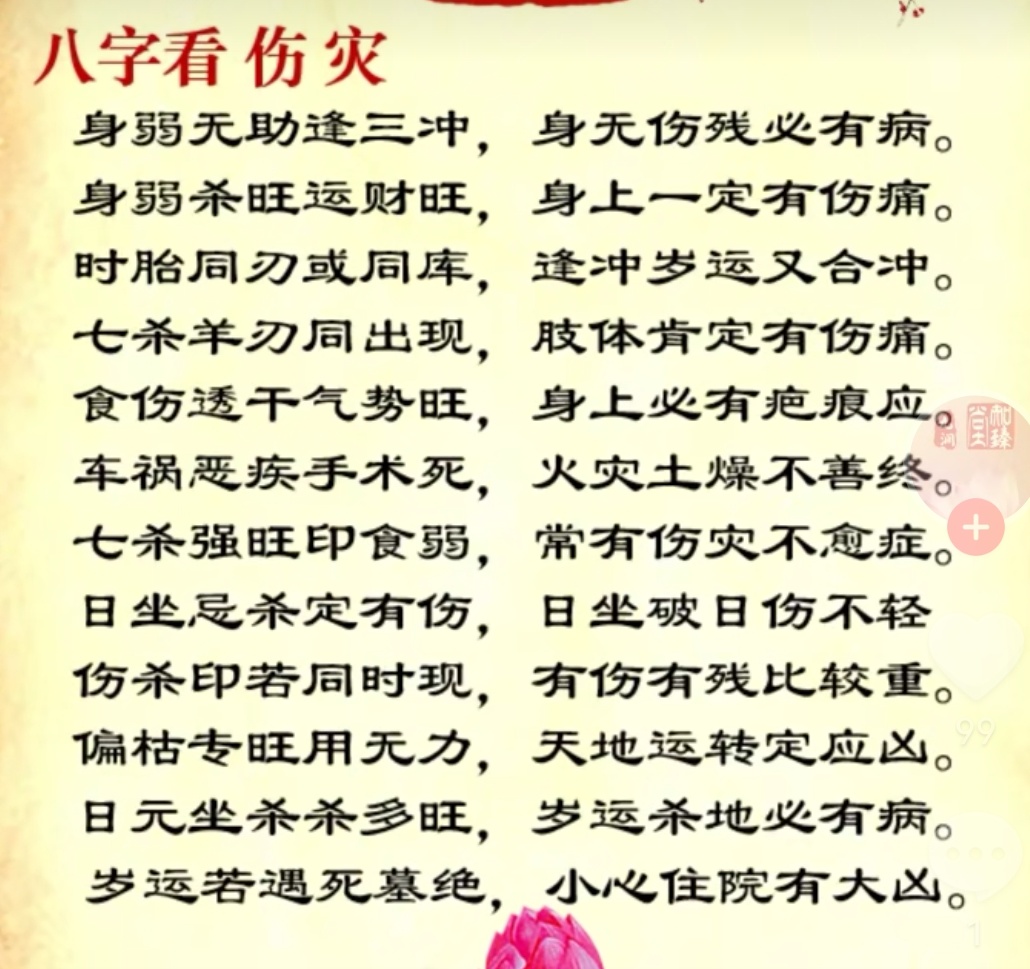 八字看伤灾
身弱无助逢三冲，身无伤残必有病。
身弱杀旺运财旺，身上一定有伤痛。
时胎同刃或同库，逢冲岁运又合冲。
七杀羊刃同出现，肢体肯定有伤痛。
食伤透干气势旺，身上必有疤痕应。
车祸恶疾手术死，火灾土燥不善终。
七杀强旺印食弱，常有伤灾不愈症。
日坐忌杀定有伤，日坐破日伤不轻
伤杀印若同时现，有伤有残比较重。
偏枯专旺用无力，天地运转定应凶。
日元坐杀杀多旺，岁运杀地必有病。
岁运若遇死墓绝，小心住院有大凶。
99
1